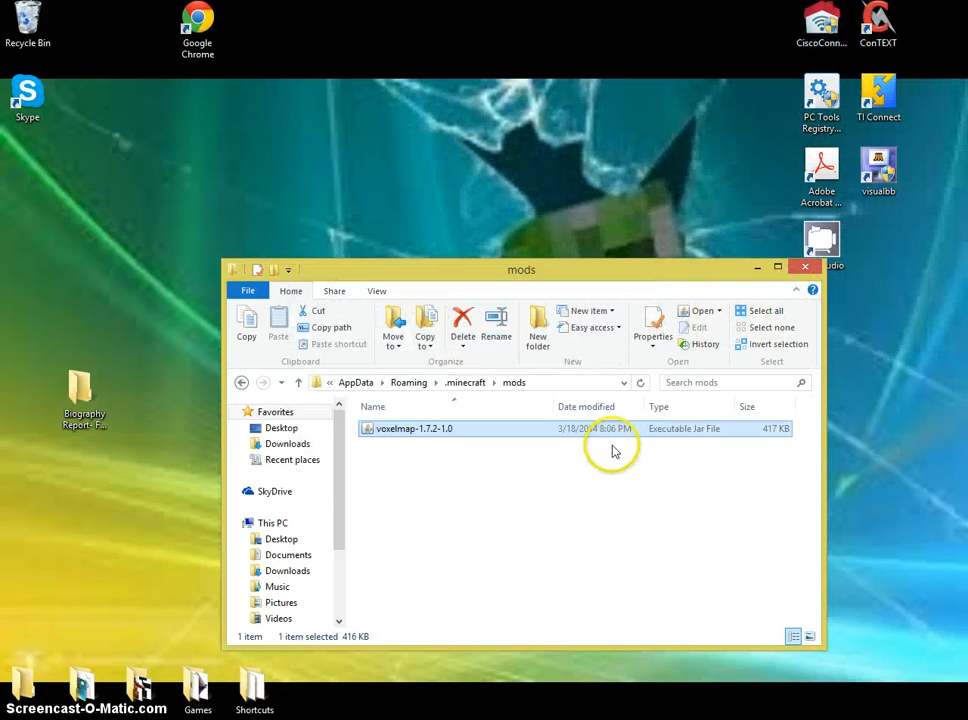 Recycle Bin
Google
Chrome
Skype
CiscoConn...
ConTEXT
PC Tools
Registry...
TI Connect
Adobe
Acrobat ...
visualbb
Biography
Report- F...
mods
File
Home
Share
View
Copy
Paste
Cut
Copy path
Paste shortcut
Clipboard
Move
to
Copy
to
Delete
Rename
Organize
New
folder
New item
Easy access
New
Properties
Open
Edit
History
Open
Select all
Select none
Invert selection
Select
« AppData
Roaming
.minecraft
mods
Search mods
Name
Date modified
Type
Size
voxelmap-1.7.2-1.0
3/18/2014 8:06 PM
Executable Jar File
417 KB
Favorites
Desktop
Downloads
Recent places
SkyDrive
This PC
Desktop
Documents
Downloads
Music
Pictures
Videos
1 item
1 item selected 416 KB
Games
Shortcuts
Screencast-O-Matic.com